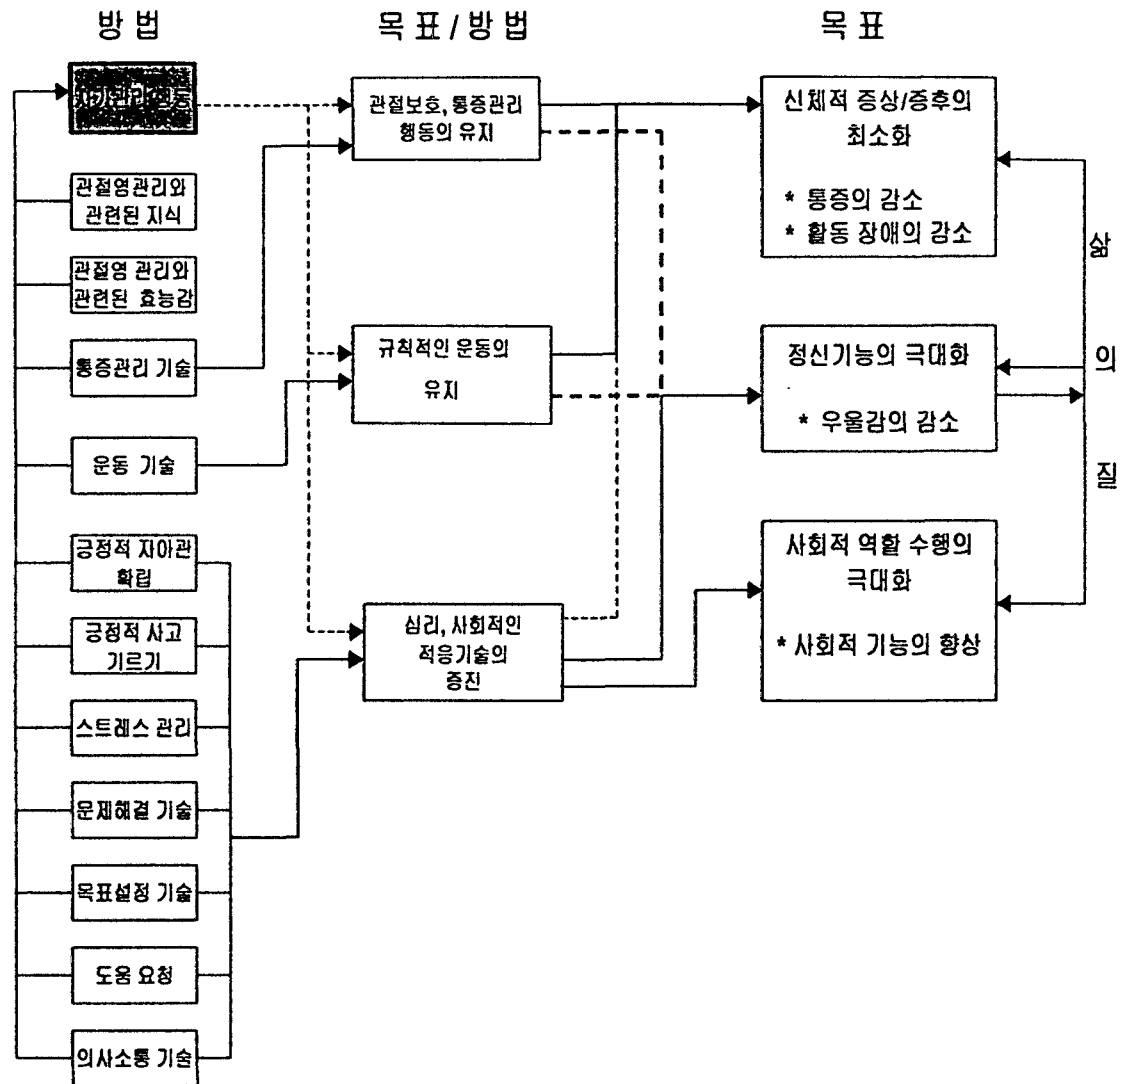 방 법
목 표 / 방 법
목 표
자기관리행동
관절염관리와
관련된 지식
관절염 관리와
관련된 효능감
통증관리 기술
운동 기술
긍정적 자아관
확립
긍정적 사고
기르기
스트레스 관리
문제해결 기술
목표설정 기술
도움 요청
의사소통 기술
관절보호, 통증관리
행동의 유지
규칙적인 운동의
유지
심리, 사회적인
적응기술의
증진
신체적 증상/증후의
최소화
* 통증의 감소
* 활동 장애의 감소
정신기능의 극대화
* 우울감의 감소
사회적 역할 수행의
극대화
* 사회적 기능의 향상
삶
의
질